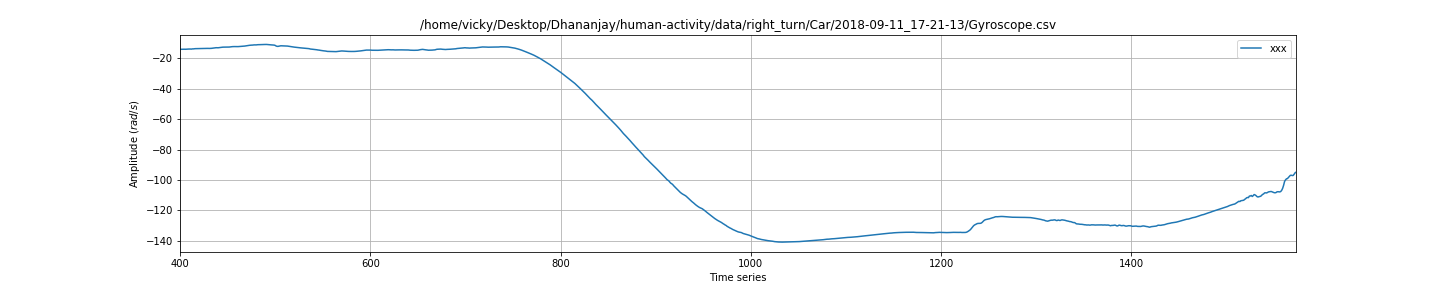 /home/vicky/Desktop/Dhananjay/human-activity/data/right_turn/Car/2018-09-11_17-21-13/Gyroscope.csv
xxx
Amplitude (rad/s)
−20
−40
−60
−80
−100
−120
−140
400 600 800 1000 1200 1400
Time series